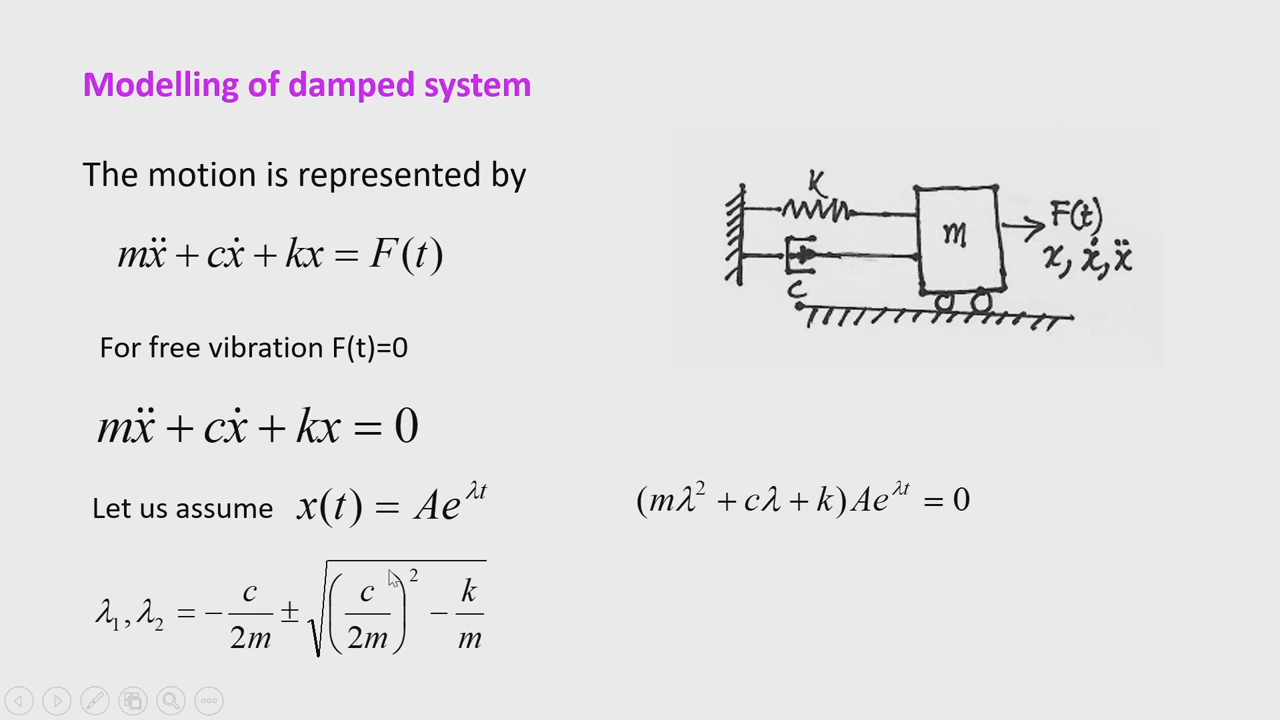 Modelling of damped system
The motion is represented by
mẍ + cẋ + kx = F(t)
K
m
F(t)
x, ẋ, ẍ
c
For free vibration F(t)=0
mẍ + cẋ + kx = 0
Let us assume x(t) = Ae^{λt}
(mλ² + cλ + k)Ae^{λt} = 0
λ₁, λ₂ = −c/2m ± √((c/2m)² − k/m)